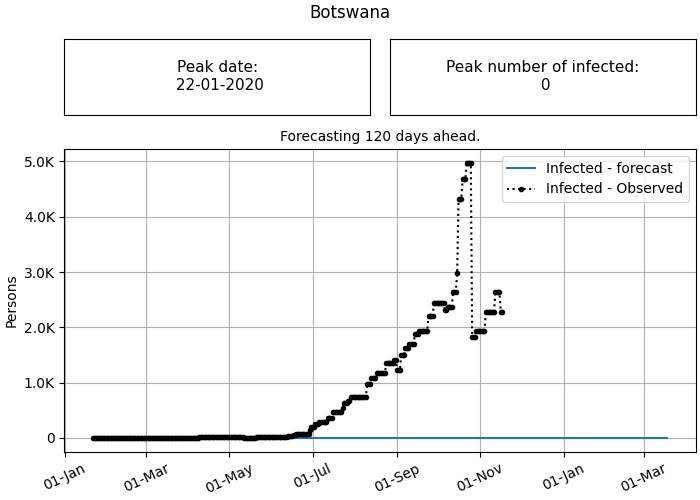 Botswana
Peak date:
22-01-2020
Peak number of infected:
0
Forecasting 120 days ahead.
Infected - forecast
Infected - Observed
5.0K
4.0K
3.0K
2.0K
1.0K
0
Persons
01-Jan
01-Mar
01-May
01-Jul
01-Sep
01-Nov
01-Jan
01-Mar